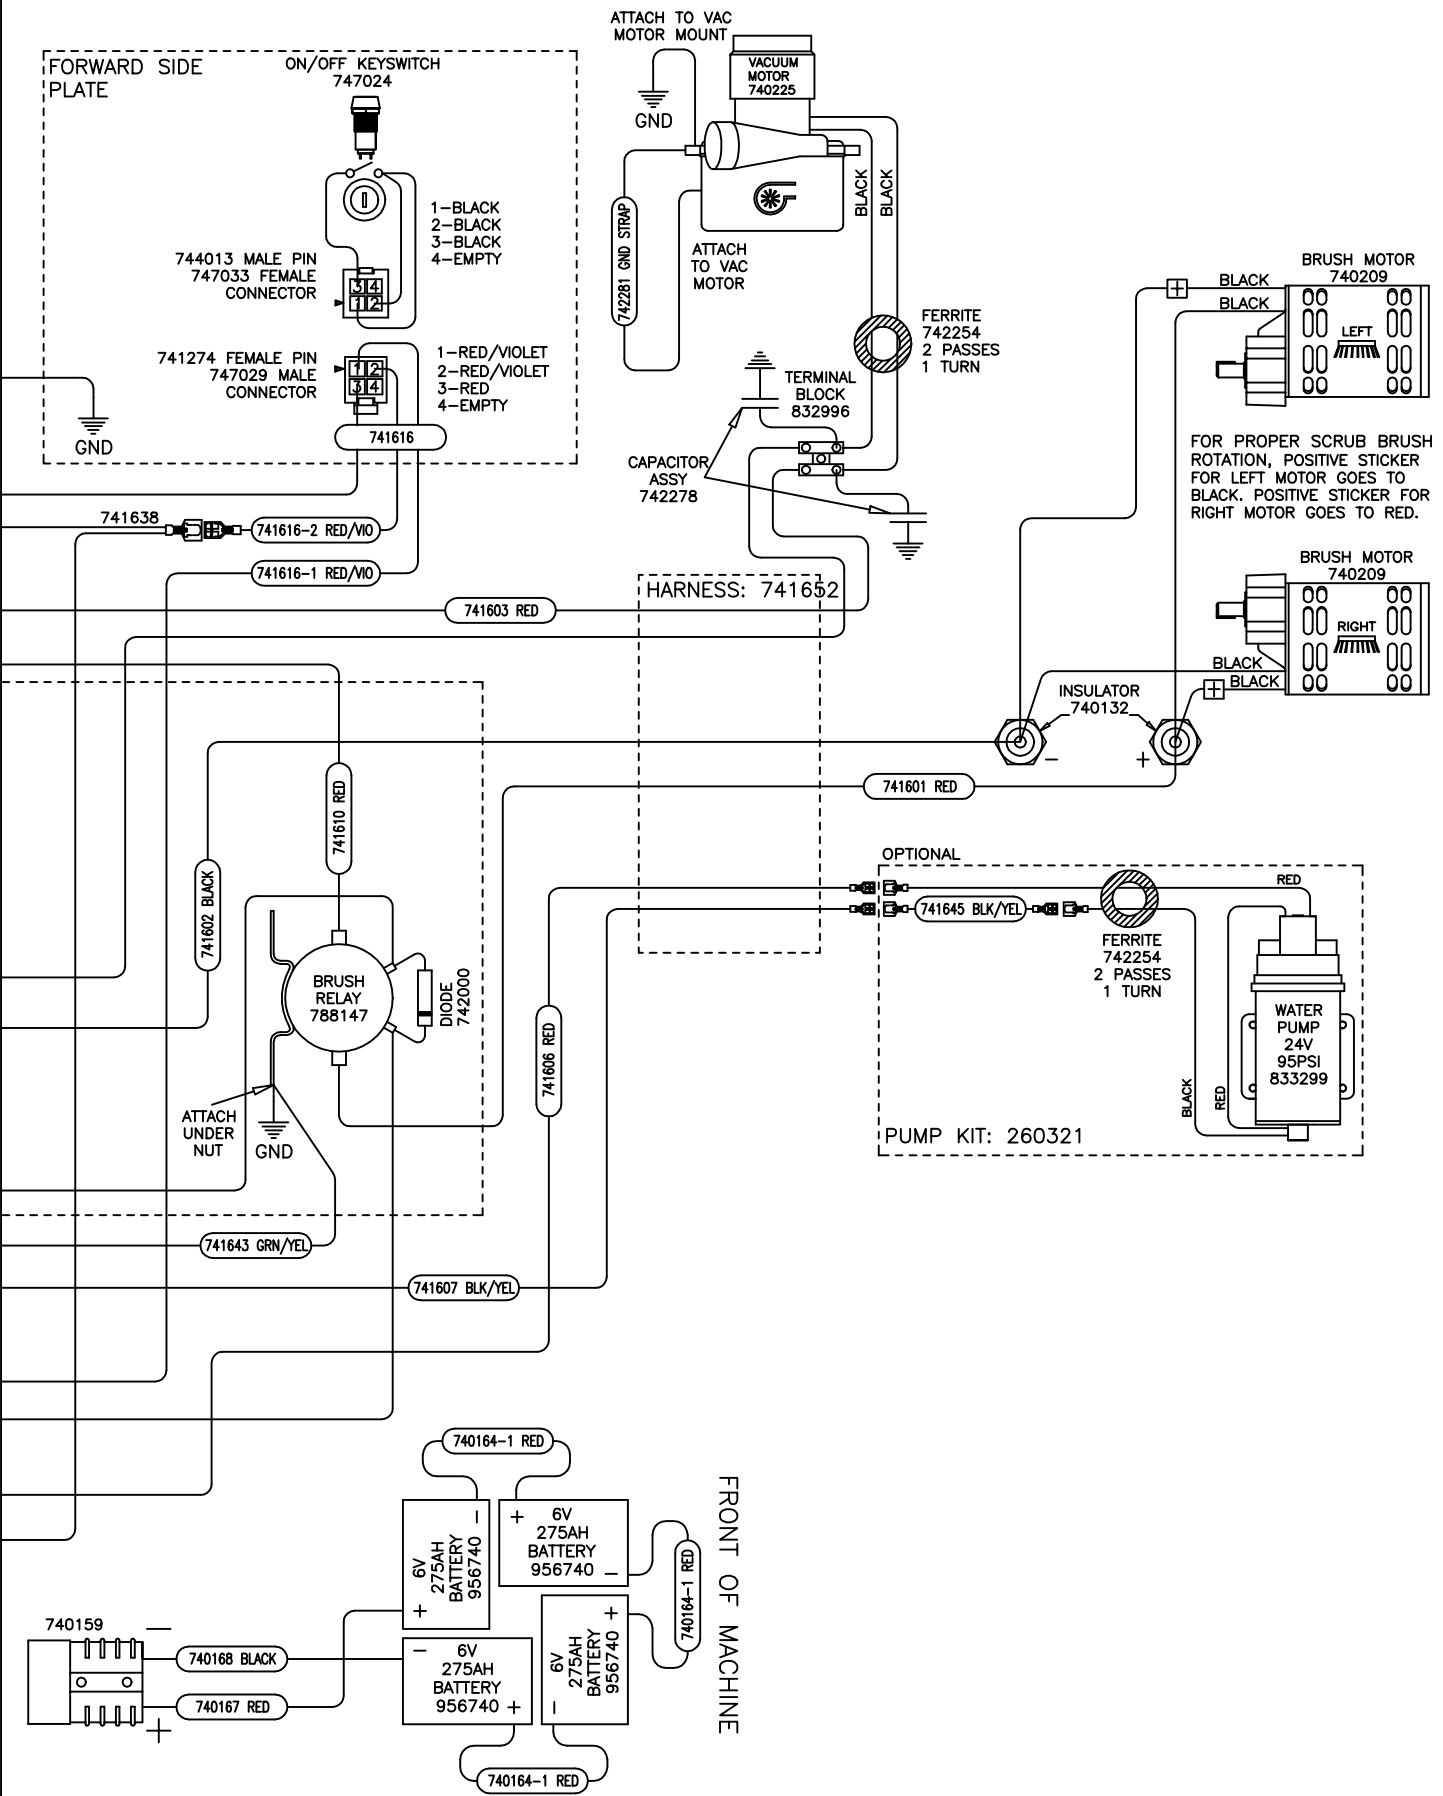 ATTACH TO VAC
MOTOR MOUNT
FORWARD SIDE
PLATE
ON/OFF KEYSWITCH
747024
VACUUM
MOTOR
740225
GND
BLACK
BLACK
742281 GND STRAP
ATTACH
TO VAC
MOTOR
1-BLACK
2-BLACK
3-BLACK
4-EMPTY
744013 MALE PIN
747033 FEMALE
CONNECTOR
3 4
1 2
741274 FEMALE PIN
747029 MALE
CONNECTOR
1 2
3 4
1-RED/VIOLET
2-RED/VIOLET
3-RED
4-EMPTY
741616
GND
FERRITE
742254
2 PASSES
1 TURN
TERMINAL
BLOCK
832996
CAPACITOR
ASSY
742278
BRUSH MOTOR
740209
BLACK
BLACK
LEFT
+
FOR PROPER SCRUB BRUSH
ROTATION, POSITIVE STICKER
FOR LEFT MOTOR GOES TO
BLACK. POSITIVE STICKER FOR
RIGHT MOTOR GOES TO RED.
BRUSH MOTOR
740209
RIGHT
BLACK
BLACK
+
741638
741616-2 RED/VIO
741616-1 RED/VIO
741603 RED
HARNESS: 741652
INSULATOR
740132
- +
741601 RED
741610 RED
741602 BLACK
BRUSH
RELAY
788147
DIODE
742000
ATTACH
UNDER
NUT
GND
741606 RED
OPTIONAL
741645 BLK/YEL
RED
FERRITE
742254
2 PASSES
1 TURN
WATER
PUMP
24V
95PSI
833299
BLACK
RED
PUMP KIT: 260321
741643 GRN/YEL
741607 BLK/YEL
740164-1 RED
6V
275AH
BATTERY
956740
- +
+ 6V
275AH
BATTERY
956740 -
740164-1 RED
FRONT OF MACHINE
740159
-
740168 BLACK
740167 RED
+
- 6V
275AH
BATTERY
956740 +
6V
275AH
BATTERY
956740
+ -
740164-1 RED